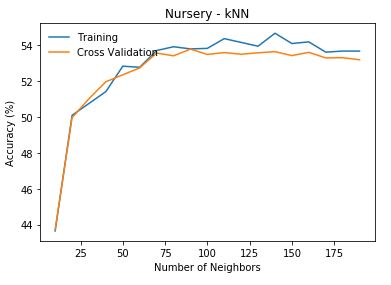 Nursery - kNN
Training
Cross Validation
Accuracy (%)
54
52
50
48
46
44
25 50 75 100 125 150 175
Number of Neighbors